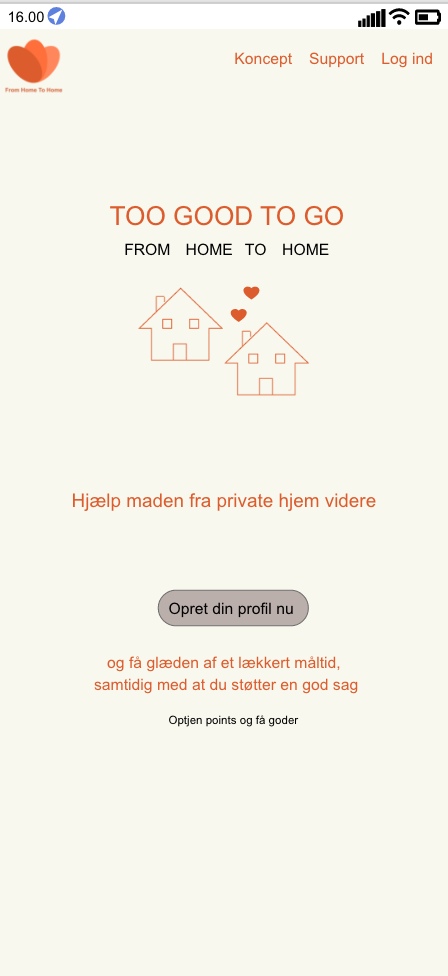 16.00
From Home To Home
Koncept Support Log ind
TOO GOOD TO GO
FROM HOME TO HOME
Hjælp maden fra private hjem videre
Opret din profil nu
og få glæden af et lækkert måltid,
samtidig med at du støtter en god sag
Optjen points og få goder